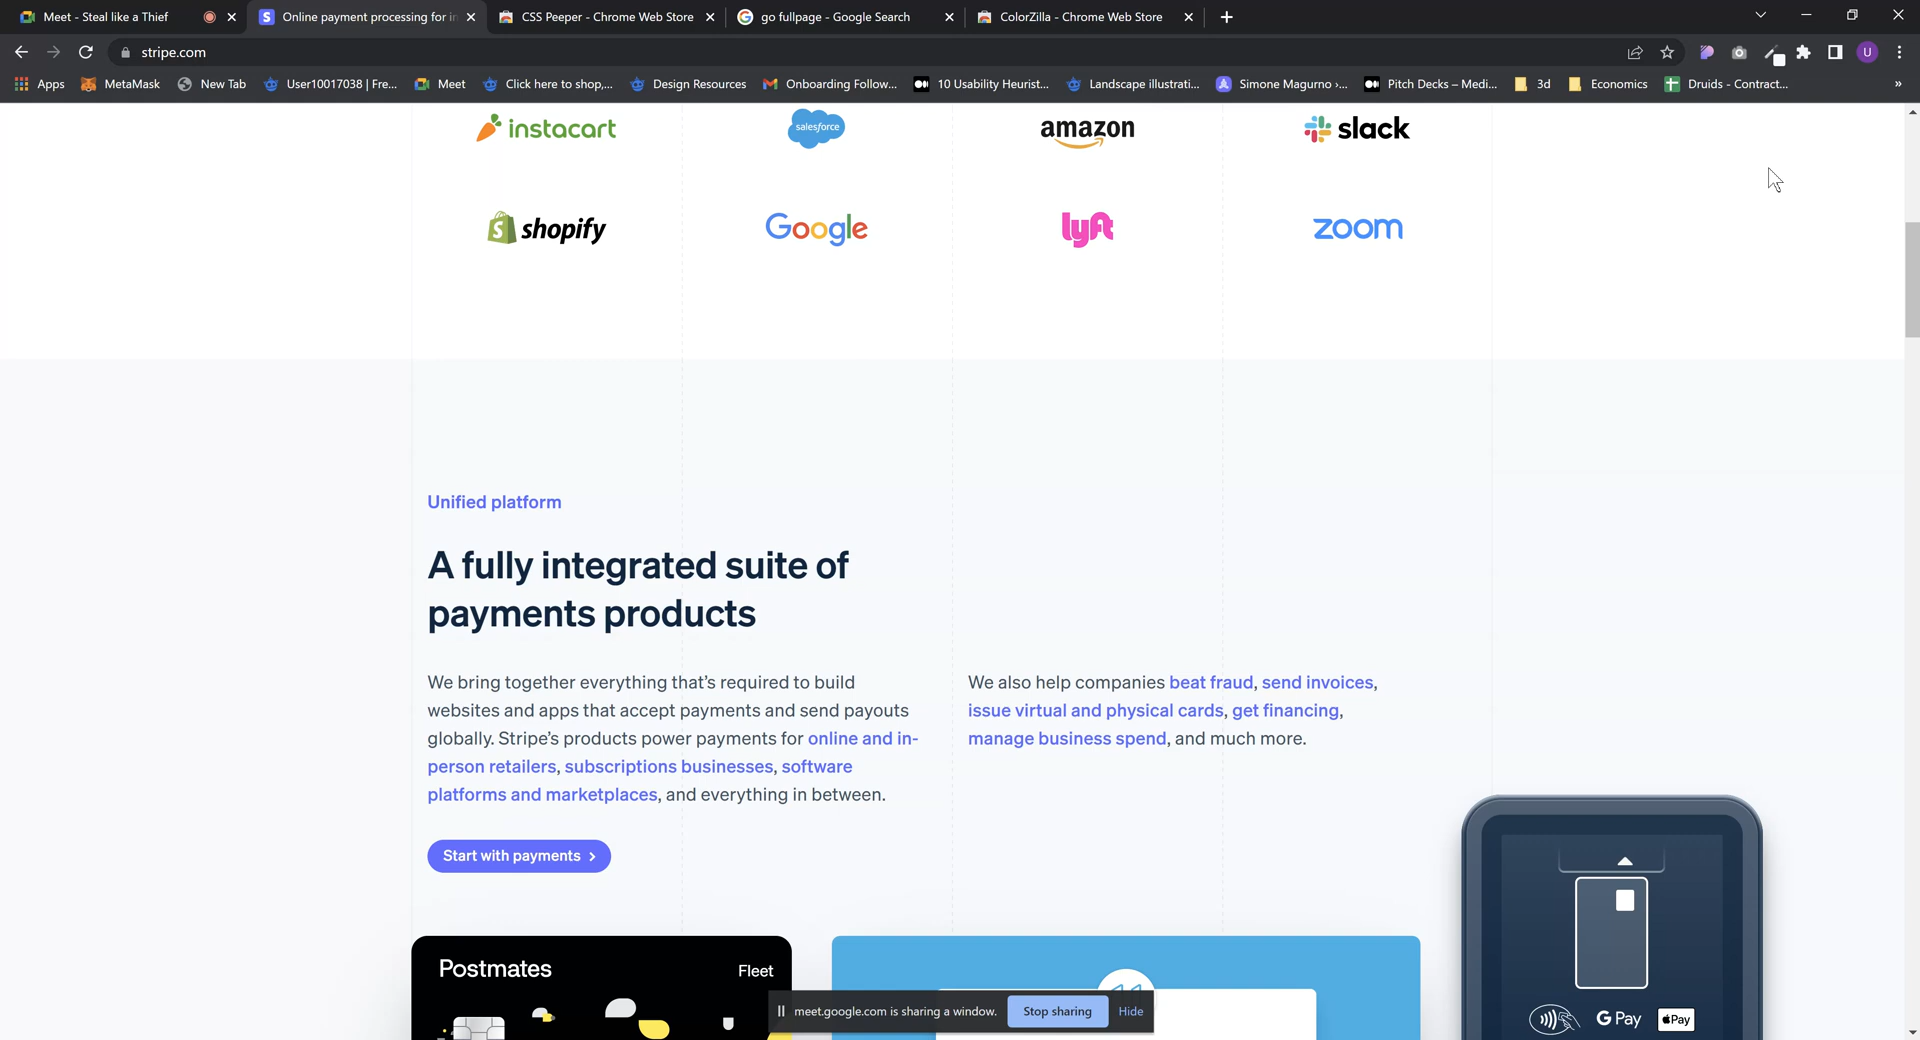 Meet - Steal like a Thief
Online payment processing for in
CSS Peeper - Chrome Web Store
go fullpage - Google Search
ColorZilla - Chrome Web Store
stripe.com
U
Apps
MetaMask
New Tab
User10017038 | Fre...
Meet
Click here to shop,...
Design Resources
Onboarding Follow...
10 Usability Heurist...
Landscape illustrati...
Simone Magurno >...
Pitch Decks – Medi...
3d
Economics
Druids - Contract...
»
instacart
salesforce
amazon
slack
shopify
Google
lyft
zoom
Unified platform
A fully integrated suite of
payments products
We bring together everything that’s required to build
websites and apps that accept payments and send payouts
globally. Stripe’s products power payments for online and in-
person retailers, subscriptions businesses, software
platforms and marketplaces, and everything in between.
We also help companies beat fraud, send invoices,
issue virtual and physical cards, get financing,
manage business spend, and much more.
Start with payments
Postmates
Fleet
meet.google.com is sharing a window.
Stop sharing
Hide
G Pay
Pay